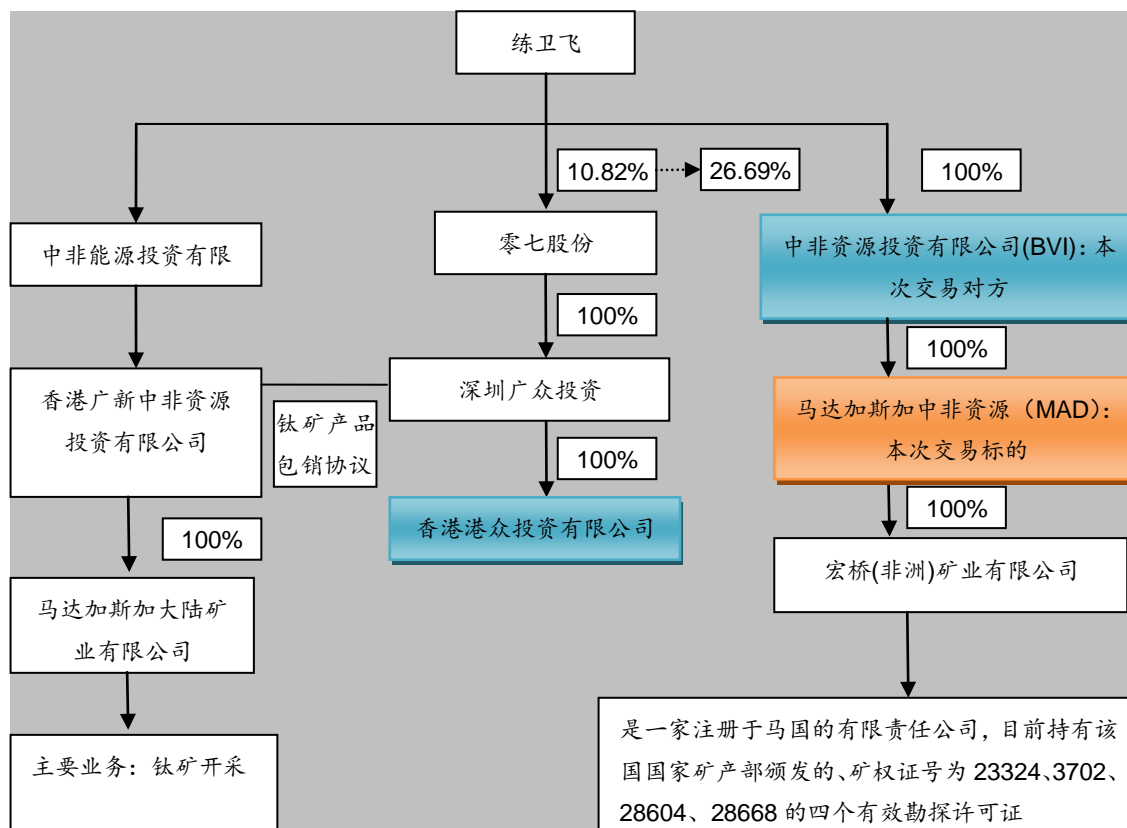 练卫飞
10.82%
26.69%
100%
中非能源投资有限
零七股份
中非资源投资有限公司(BVI)：本
次交易对方
100%
100%
香港广新中非资源
投资有限公司
钛矿产品
包销协议
深圳广众投资
马达加斯加中非资源（MAD）：
本次交易标的
100%
100%
100%
香港港众投资有限公司
宏桥(非洲)矿业有限公司
马达加斯加大陆矿
业有限公司
主要业务：钛矿开采
是一家注册于马国的有限责任公司，目前持有该
国国家矿产部颁发的、矿权证号为 23324、3702、
28604、28668 的四个有效勘探许可证